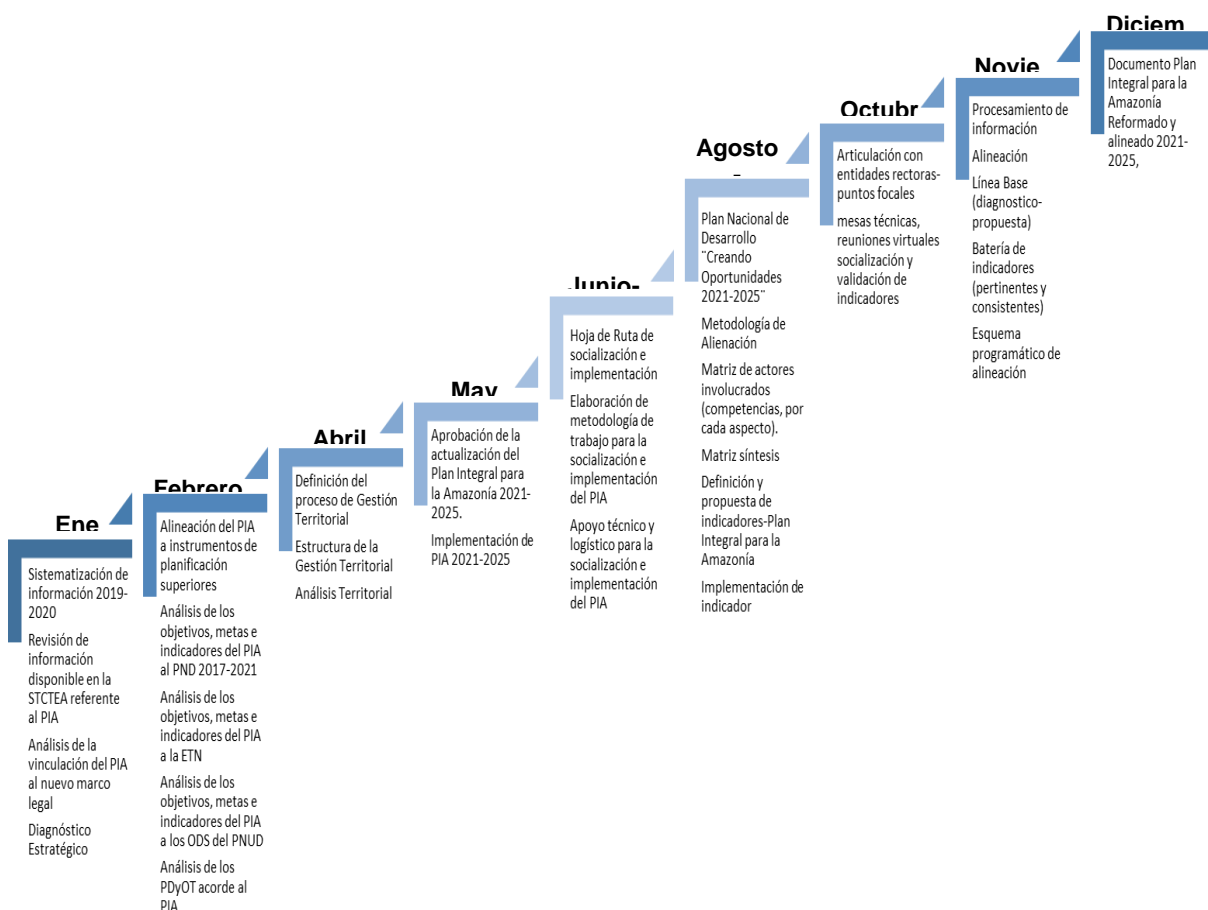 Ene
Sistematización de
información 2019-
2020
Revisión de
información
disponible en la
STCTEA referente
al PIA
Análisis de la
vinculación del PIA
al nuevo marco
legal
Diagnóstico
Estratégico
Febrero
Alineación del PIA
a instrumentos de
planificación
superiores
Análisis de los
objetivos, metas e
indicadores del PIA
al PND 2017-2021
Análisis de los
objetivos, metas e
indicadores del PIA
a la ETN
Análisis de los
objetivos, metas e
indicadores del PIA
a los ODS del PNUD
Análisis de los
PDyOT acorde al
PIA
Abril
Definición del
proceso de Gestión
Territorial
Estructura de la
Gestión Territorial
Análisis Territorial
May
Aprobación de la
actualización del
Plan Integral para
la Amazonía 2021-
2025.
Implementación de
PIA 2021-2025
Junio-
Hoja de Ruta de
socialización e
implementación
Elaboración de
metodología de
trabajo para la
socialización e
implementación
del PIA
Apoyo técnico y
logístico para la
socialización e
implementación
del PIA
Agosto
-
Plan Nacional de
Desarrollo
¨Creando
Oportunidades
2021-2025¨
Metodología de
Alienación
Matriz de actores
involucrados
(competencias, por
cada aspecto).
Matriz síntesis
Definición y
propuesta de
indicadores-Plan
Integral para la
Amazonía
Implementación de
indicador
Octubr
Articulación con
entidades rectoras-
puntos focales
mesas técnicas,
reuniones virtuales
socialización y
validación de
indicadores
Novie
Procesamiento de
información
Alineación
Línea Base
(diagnostico-
propuesta)
Batería de
indicadores
(pertinentes y
consistentes)
Esquema
programático de
alineación
Diciem
Documento Plan
Integral para la
Amazonía
Reformado y
alineado 2021-
2025,